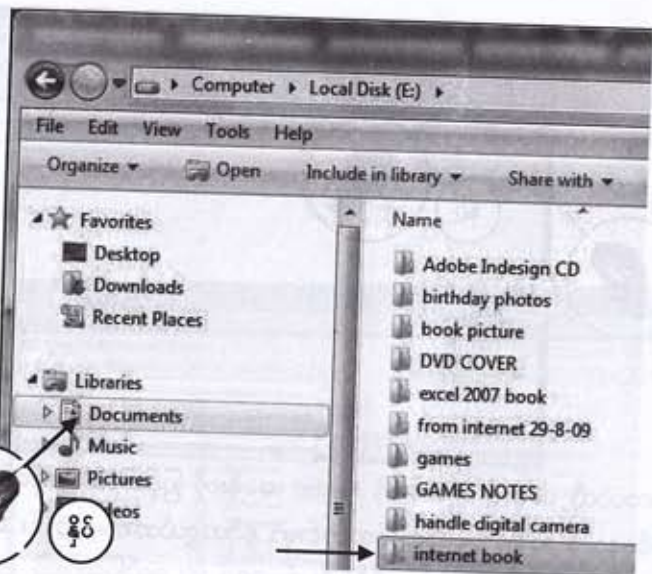 Computer ▸ Local Disk (E:) ▸
File Edit View Tools Help
Organize Open Include in library Share with
Favorites
Desktop
Downloads
Recent Places
Libraries
Documents
Music
Pictures
Name
Adobe Indesign CD
birthday photos
book picture
DVD COVER
excel 2007 book
from internet 29-8-09
games
GAMES NOTES
handle digital camera
internet book